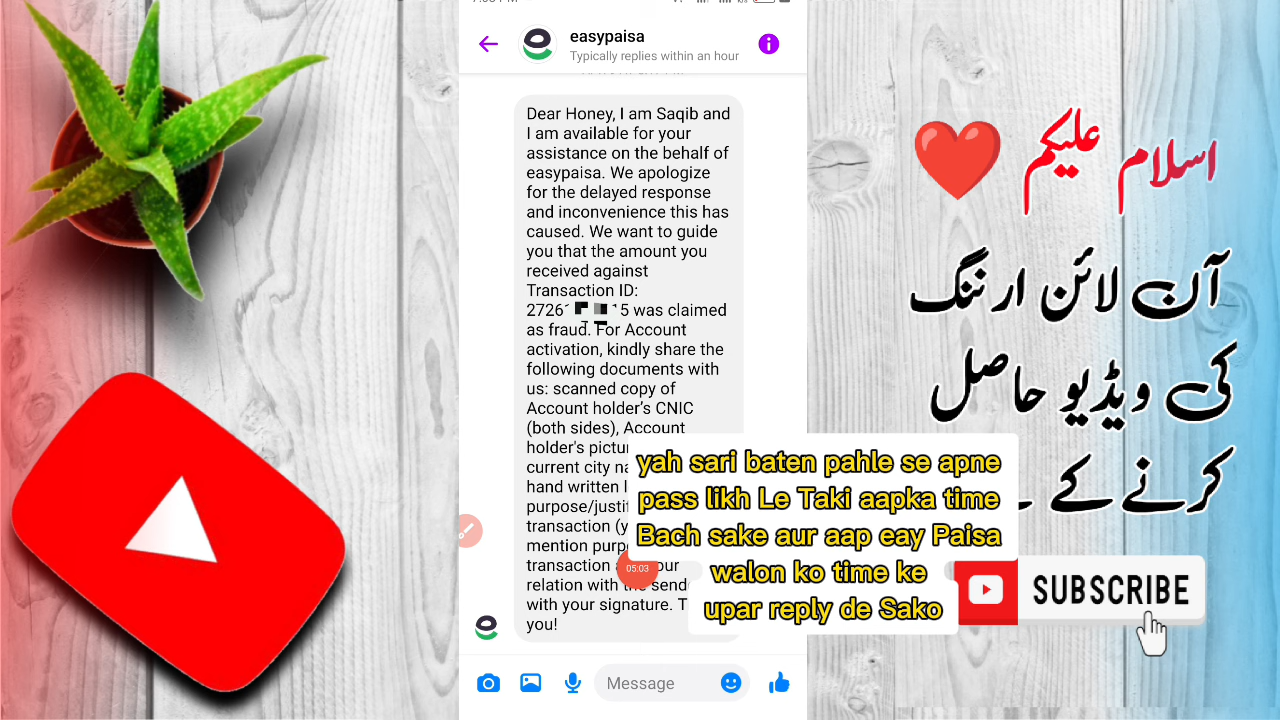 easypaisa
Typically replies within an hour
Dear Honey, I am Saqib and
I am available for your
assistance on the behalf of
easypaisa. We apologize
for the delayed response
and inconvenience this has
caused. We want to guide
you that the amount you
received against
Transaction ID:
2726 5 was claimed
as fraud. For Account
activation, kindly share the
following documents with
us: scanned copy of
Account holder's CNIC
(both sides), Account
holder's
current city
hand written
transaction
mention
transaction
relation with the
with your signature.
you!
Message
05:03
yah sari baten pahle se apne
pass likh Le Taki aapka time
Bach sake aur aap eay Paisa
walon ko time ke
upar reply de Sako
اسلام علیکم ❤️
آن لائن ارننگ
کی ویڈیو حاصل
کرنے کے
SUBSCRIBE